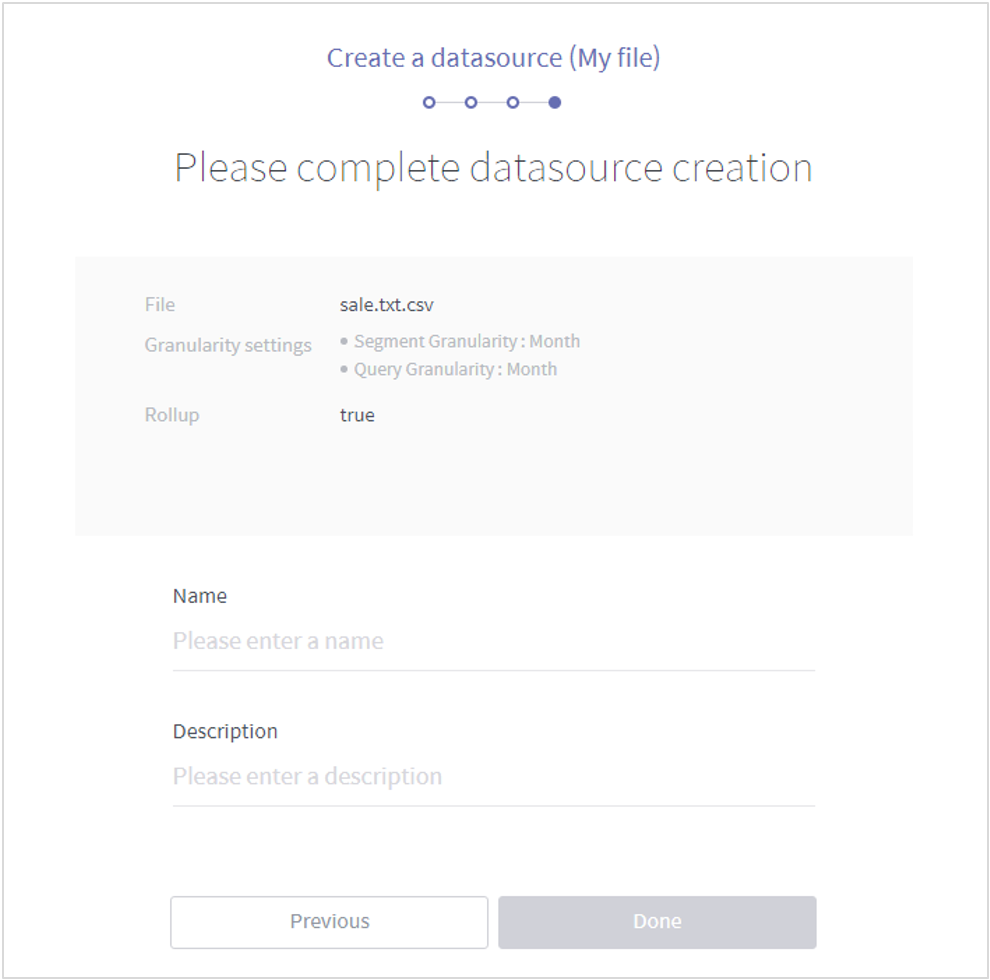 Create a datasource (My file)
Please complete datasource creation
File sale.txt.csv
Granularity settings • Segment Granularity : Month
• Query Granularity : Month
Rollup true
Name
Please enter a name
Description
Please enter a description
Previous Done